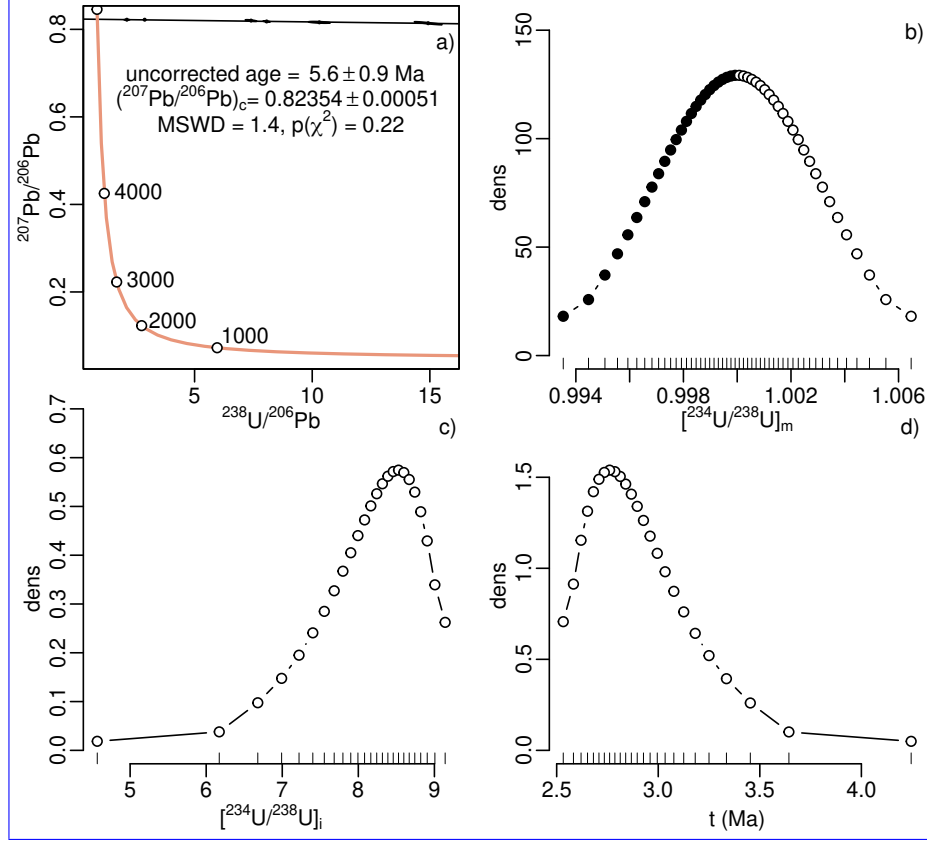 a)
uncorrected age = 5.6 ± 0.9 Ma
(²⁰⁷Pb/²⁰⁶Pb)c= 0.82354 ± 0.00051
MSWD = 1.4, p(χ²) = 0.22
0.8
0.6
0.4
0.2
²⁰⁷Pb/²⁰⁶Pb
4000
3000
2000
1000
5
10
15
²³⁸U/²⁰⁶Pb
b)
150
100
50
0
dens
0.994
0.998
1.002
1.006
[²³⁴U/²³⁸U]m
c)
0.7
0.6
0.5
0.4
0.3
0.2
0.1
0.0
dens
5
6
7
8
9
[²³⁴U/²³⁸U]i
d)
1.5
1.0
0.5
0.0
dens
2.5
3.0
3.5
4.0
t (Ma)